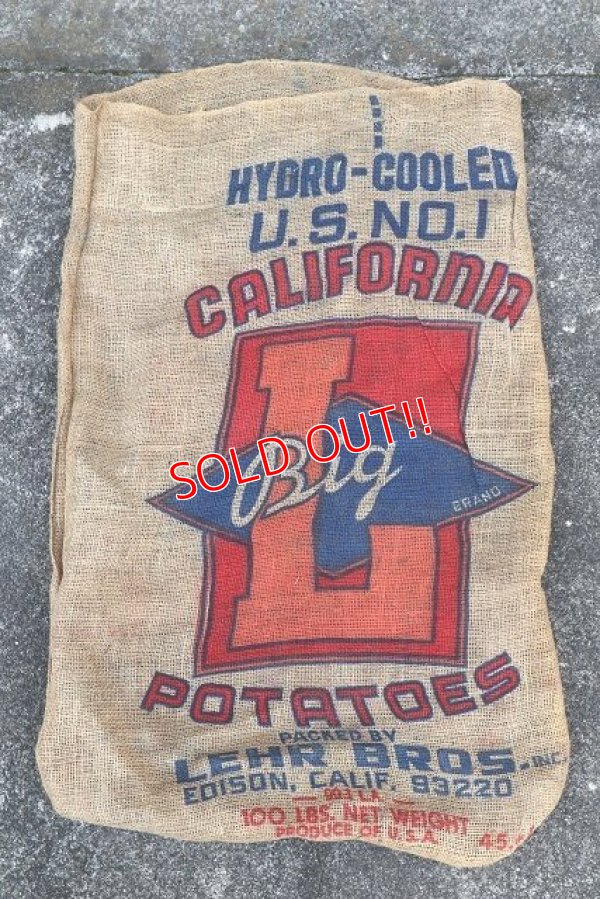 HYDRO-COOLED
U.S. NO.1
CALIFORNIA
L
Big
BRAND
SOLD OUT!!
POTATOES
PACKED BY
LEHR BROS. INC.
EDISON, CALIF. 93220
100 LBS. NET WEIGHT
PRODUCE OF U.S.A.